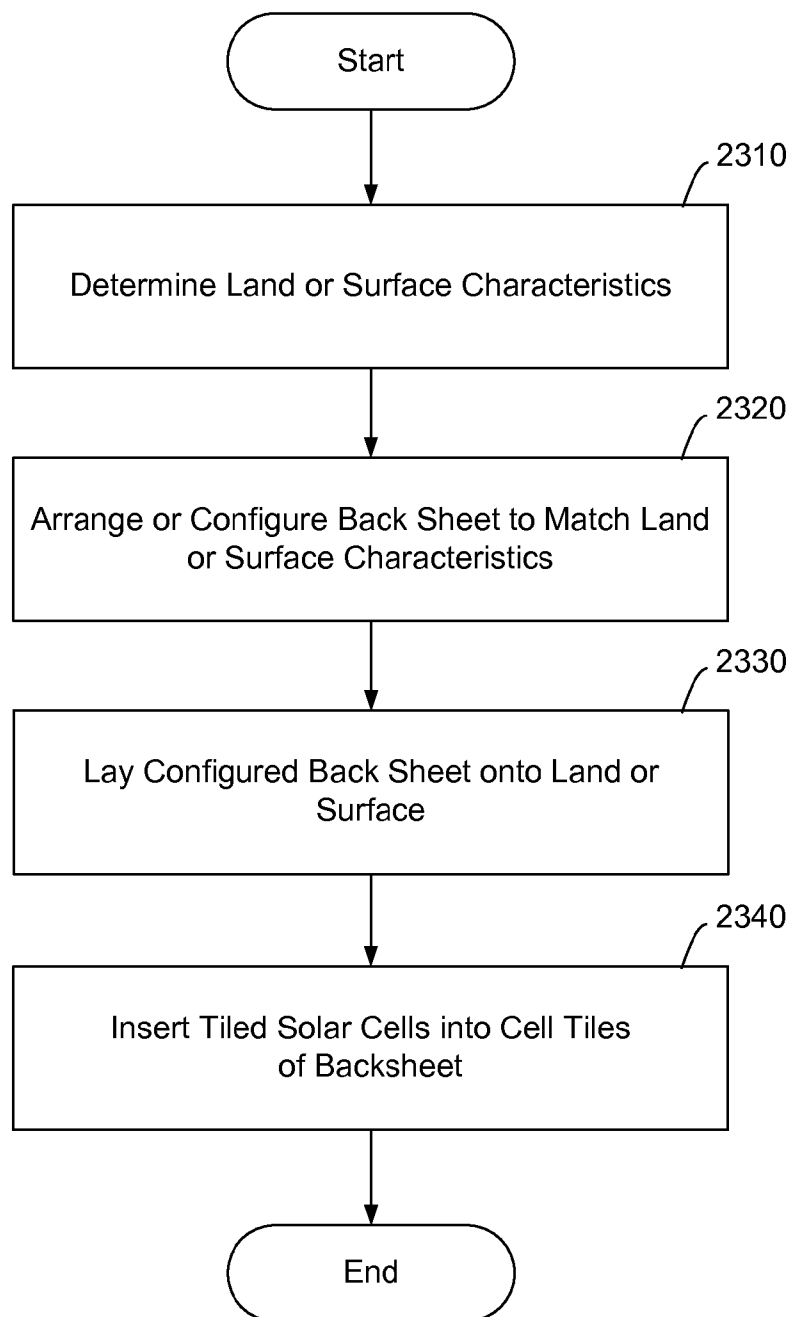 Start
2310
Determine Land or Surface Characteristics
2320
Arrange or Configure Back Sheet to Match Land
or Surface Characteristics
2330
Lay Configured Back Sheet onto Land or
Surface
2340
Insert Tiled Solar Cells into Cell Tiles
of Backsheet
End